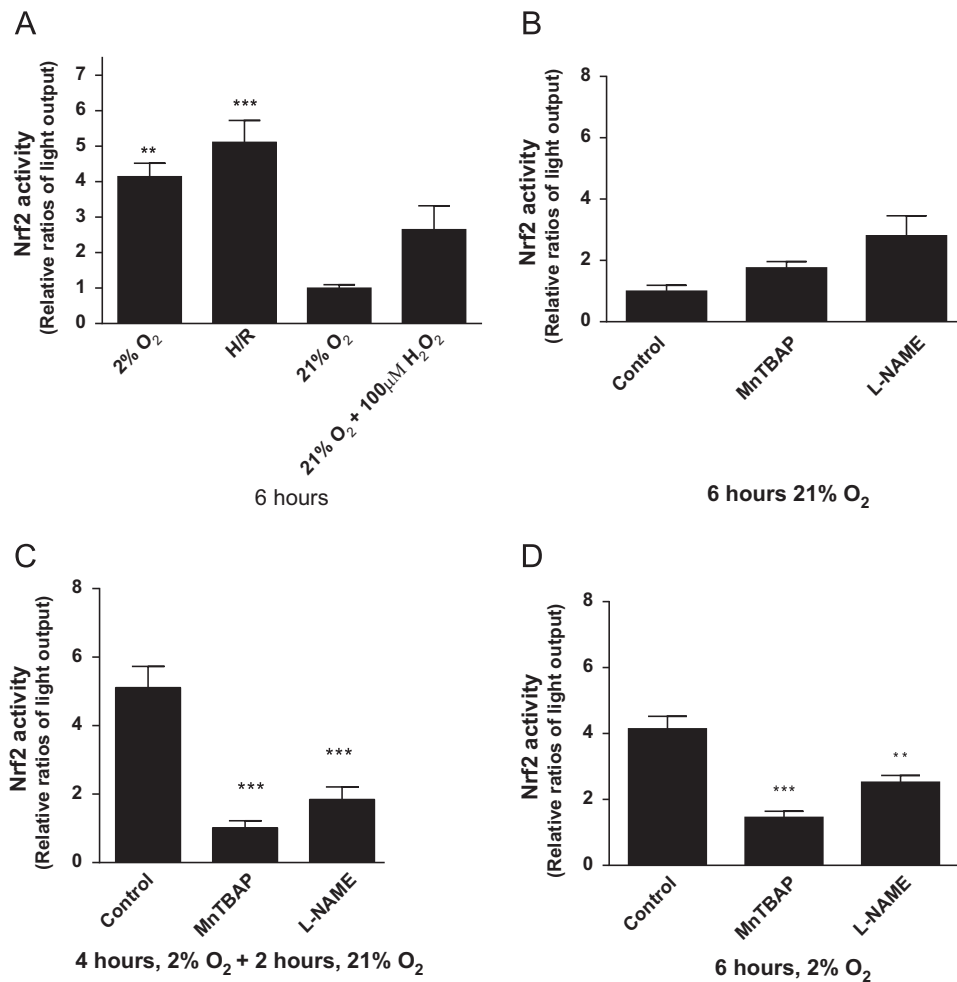 A
Nrf2 activity
(Relative ratios of light output)
7
6
5
4
3
2
1
0
**
***
2% O₂
H/R
21% O₂
21% O₂ + 100μM H₂O₂
6 hours
B
Nrf2 activity
(Relative ratios of light output)
8
6
4
2
0
Control
MnTBAP
L-NAME
6 hours 21% O₂
C
Nrf2 activity
(Relative ratios of light output)
8
6
4
2
0
***
***
Control
MnTBAP
L-NAME
4 hours, 2% O₂ + 2 hours, 21% O₂
D
Nrf2 activity
(Relative ratios of light output)
8
6
4
2
0
***
**
Control
MnTBAP
L-NAME
6 hours, 2% O₂